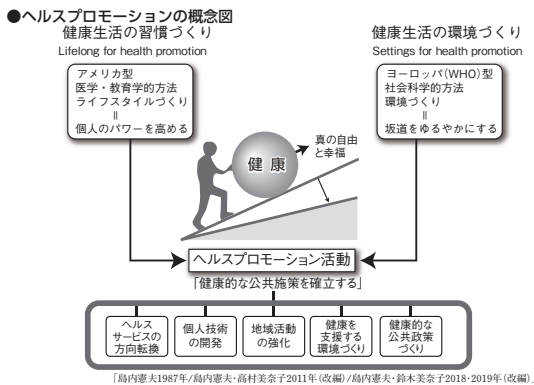 ●ヘルスプロモーションの概念図
健康生活の習慣づくり
Lifelong for health promotion
健康生活の環境づくり
Settings for health promotion
アメリカ型
医学・教育学的方法
ライフスタイルづくり
＝
個人のパワーを高める
ヨーロッパ(WHO)型
社会科学的方法
環境づくり
＝
坂道をゆるやかにする
健康
真の自由
と幸福
ヘルスプロモーション活動
「健康的な公共施策を確立する」
ヘルス
サービスの
方向転換
個人技術
の開発
地域活動
の強化
健康を
支援する
環境づくり
健康的な
公共政策
づくり
「島内憲夫1987年/島内憲夫・高村美奈子2011年(改編)/島内憲夫・鈴木美奈子2018・2019年(改編)」